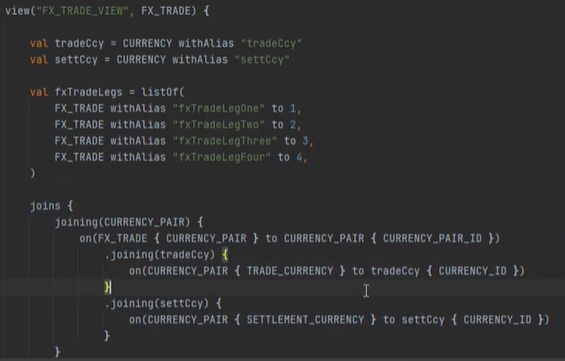 view("FX_TRADE_VIEW", FX_TRADE) {
val tradeCcy = CURRENCY withAlias "tradeCcy"
val settCcy = CURRENCY withAlias "settCcy"
val fxTradeLegs = listOf(
FX_TRADE withAlias "fxTradeLegOne" to 1,
FX_TRADE withAlias "fxTradeLegTwo" to 2,
FX_TRADE withAlias "fxTradeLegThree" to 3,
FX_TRADE withAlias "fxTradeLegFour" to 4,
)
joins {
joining(CURRENCY_PAIR) {
on(FX_TRADE { CURRENCY_PAIR } to CURRENCY_PAIR { CURRENCY_PAIR_ID })
.joining(tradeCcy) {
on(CURRENCY_PAIR { TRADE_CURRENCY } to tradeCcy { CURRENCY_ID })
}
.joining(settCcy) {
on(CURRENCY_PAIR { SETTLEMENT_CURRENCY } to settCcy { CURRENCY_ID })
}
}